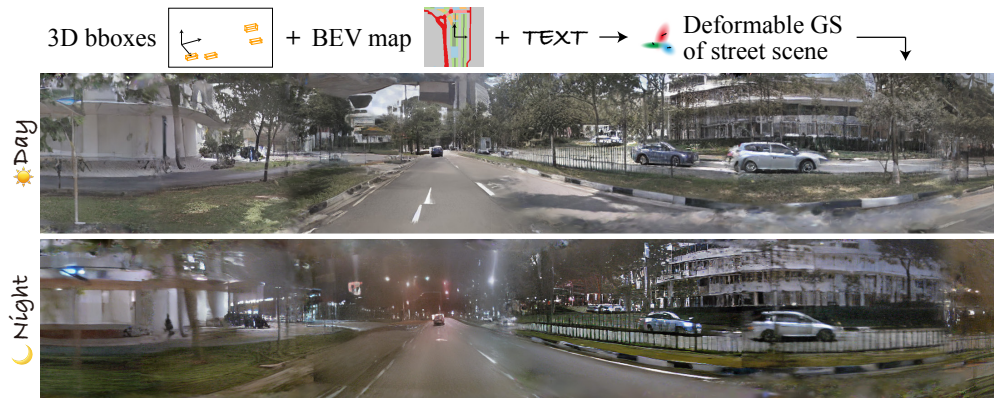 3D bboxes + BEV map + TEXT → Deformable GS
of street scene
Day
Night